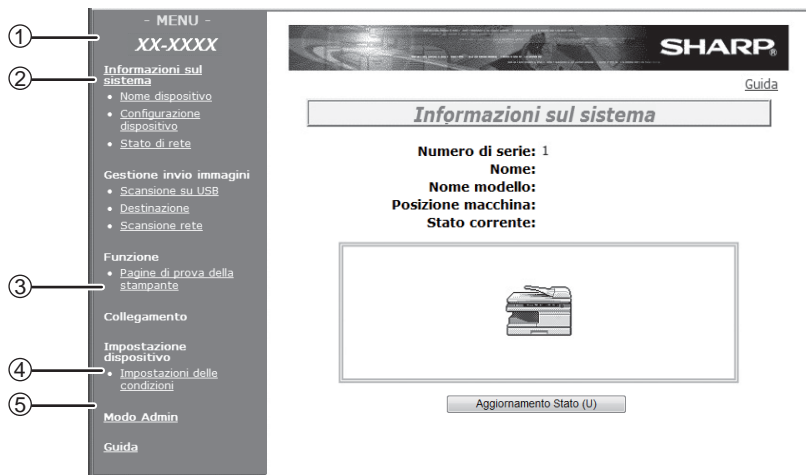 - MENU -
XX-XXXX
Informazioni sul
sistema
• Nome dispositivo
• Configurazione
dispositivo
• Stato di rete
Gestione invio immagini
• Scansione su USB
• Destinazione
• Scansione rete
Funzione
• Pagine di prova della
stampante
Collegamento
Impostazione
dispositivo
• Impostazioni delle
condizioni
Modo Admin
Guida
①
②
③
④
⑤
SHARP®
Guida
Informazioni sul sistema
Numero di serie: 1
Nome:
Nome modello:
Posizione macchina:
Stato corrente:
Aggiornamento Stato (U)